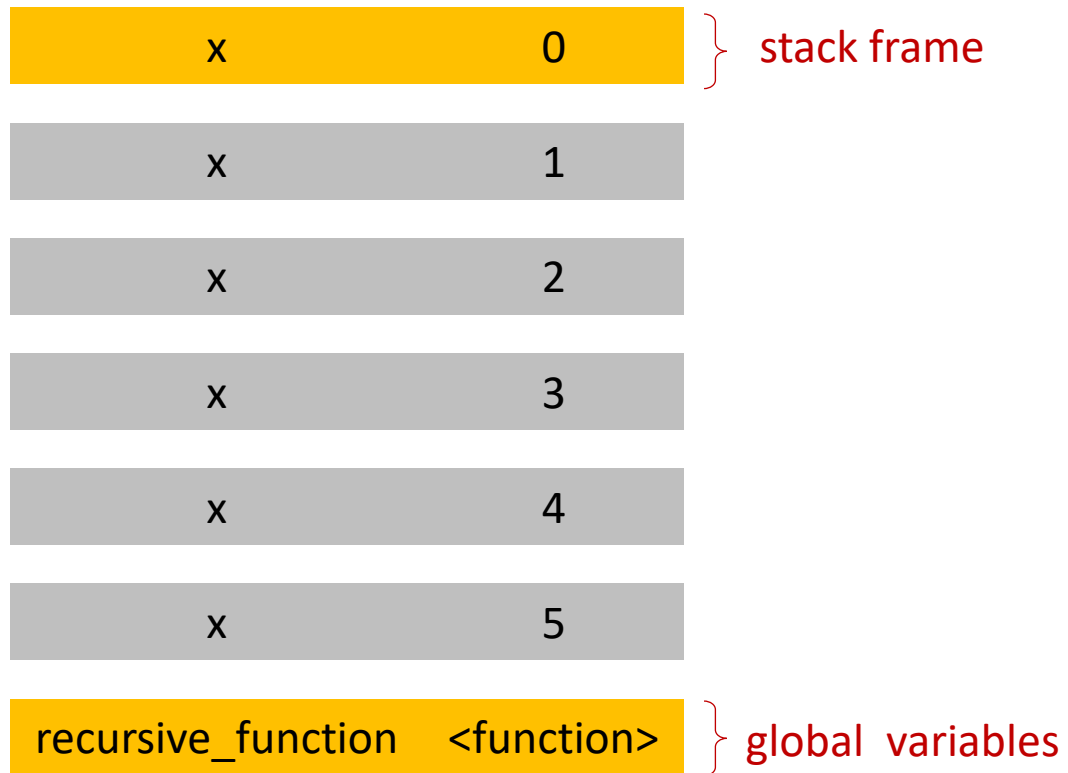 x 0 stack frame
x 1
x 2
x 3
x 4
x 5
recursive_function <function> global variables